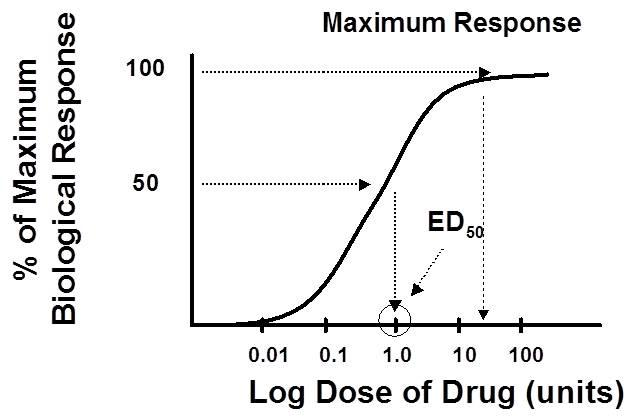 Maximum Response
% of Maximum
Biological Response
100
50
ED50
0.01 0.1 1.0 10 100
Log Dose of Drug (units)